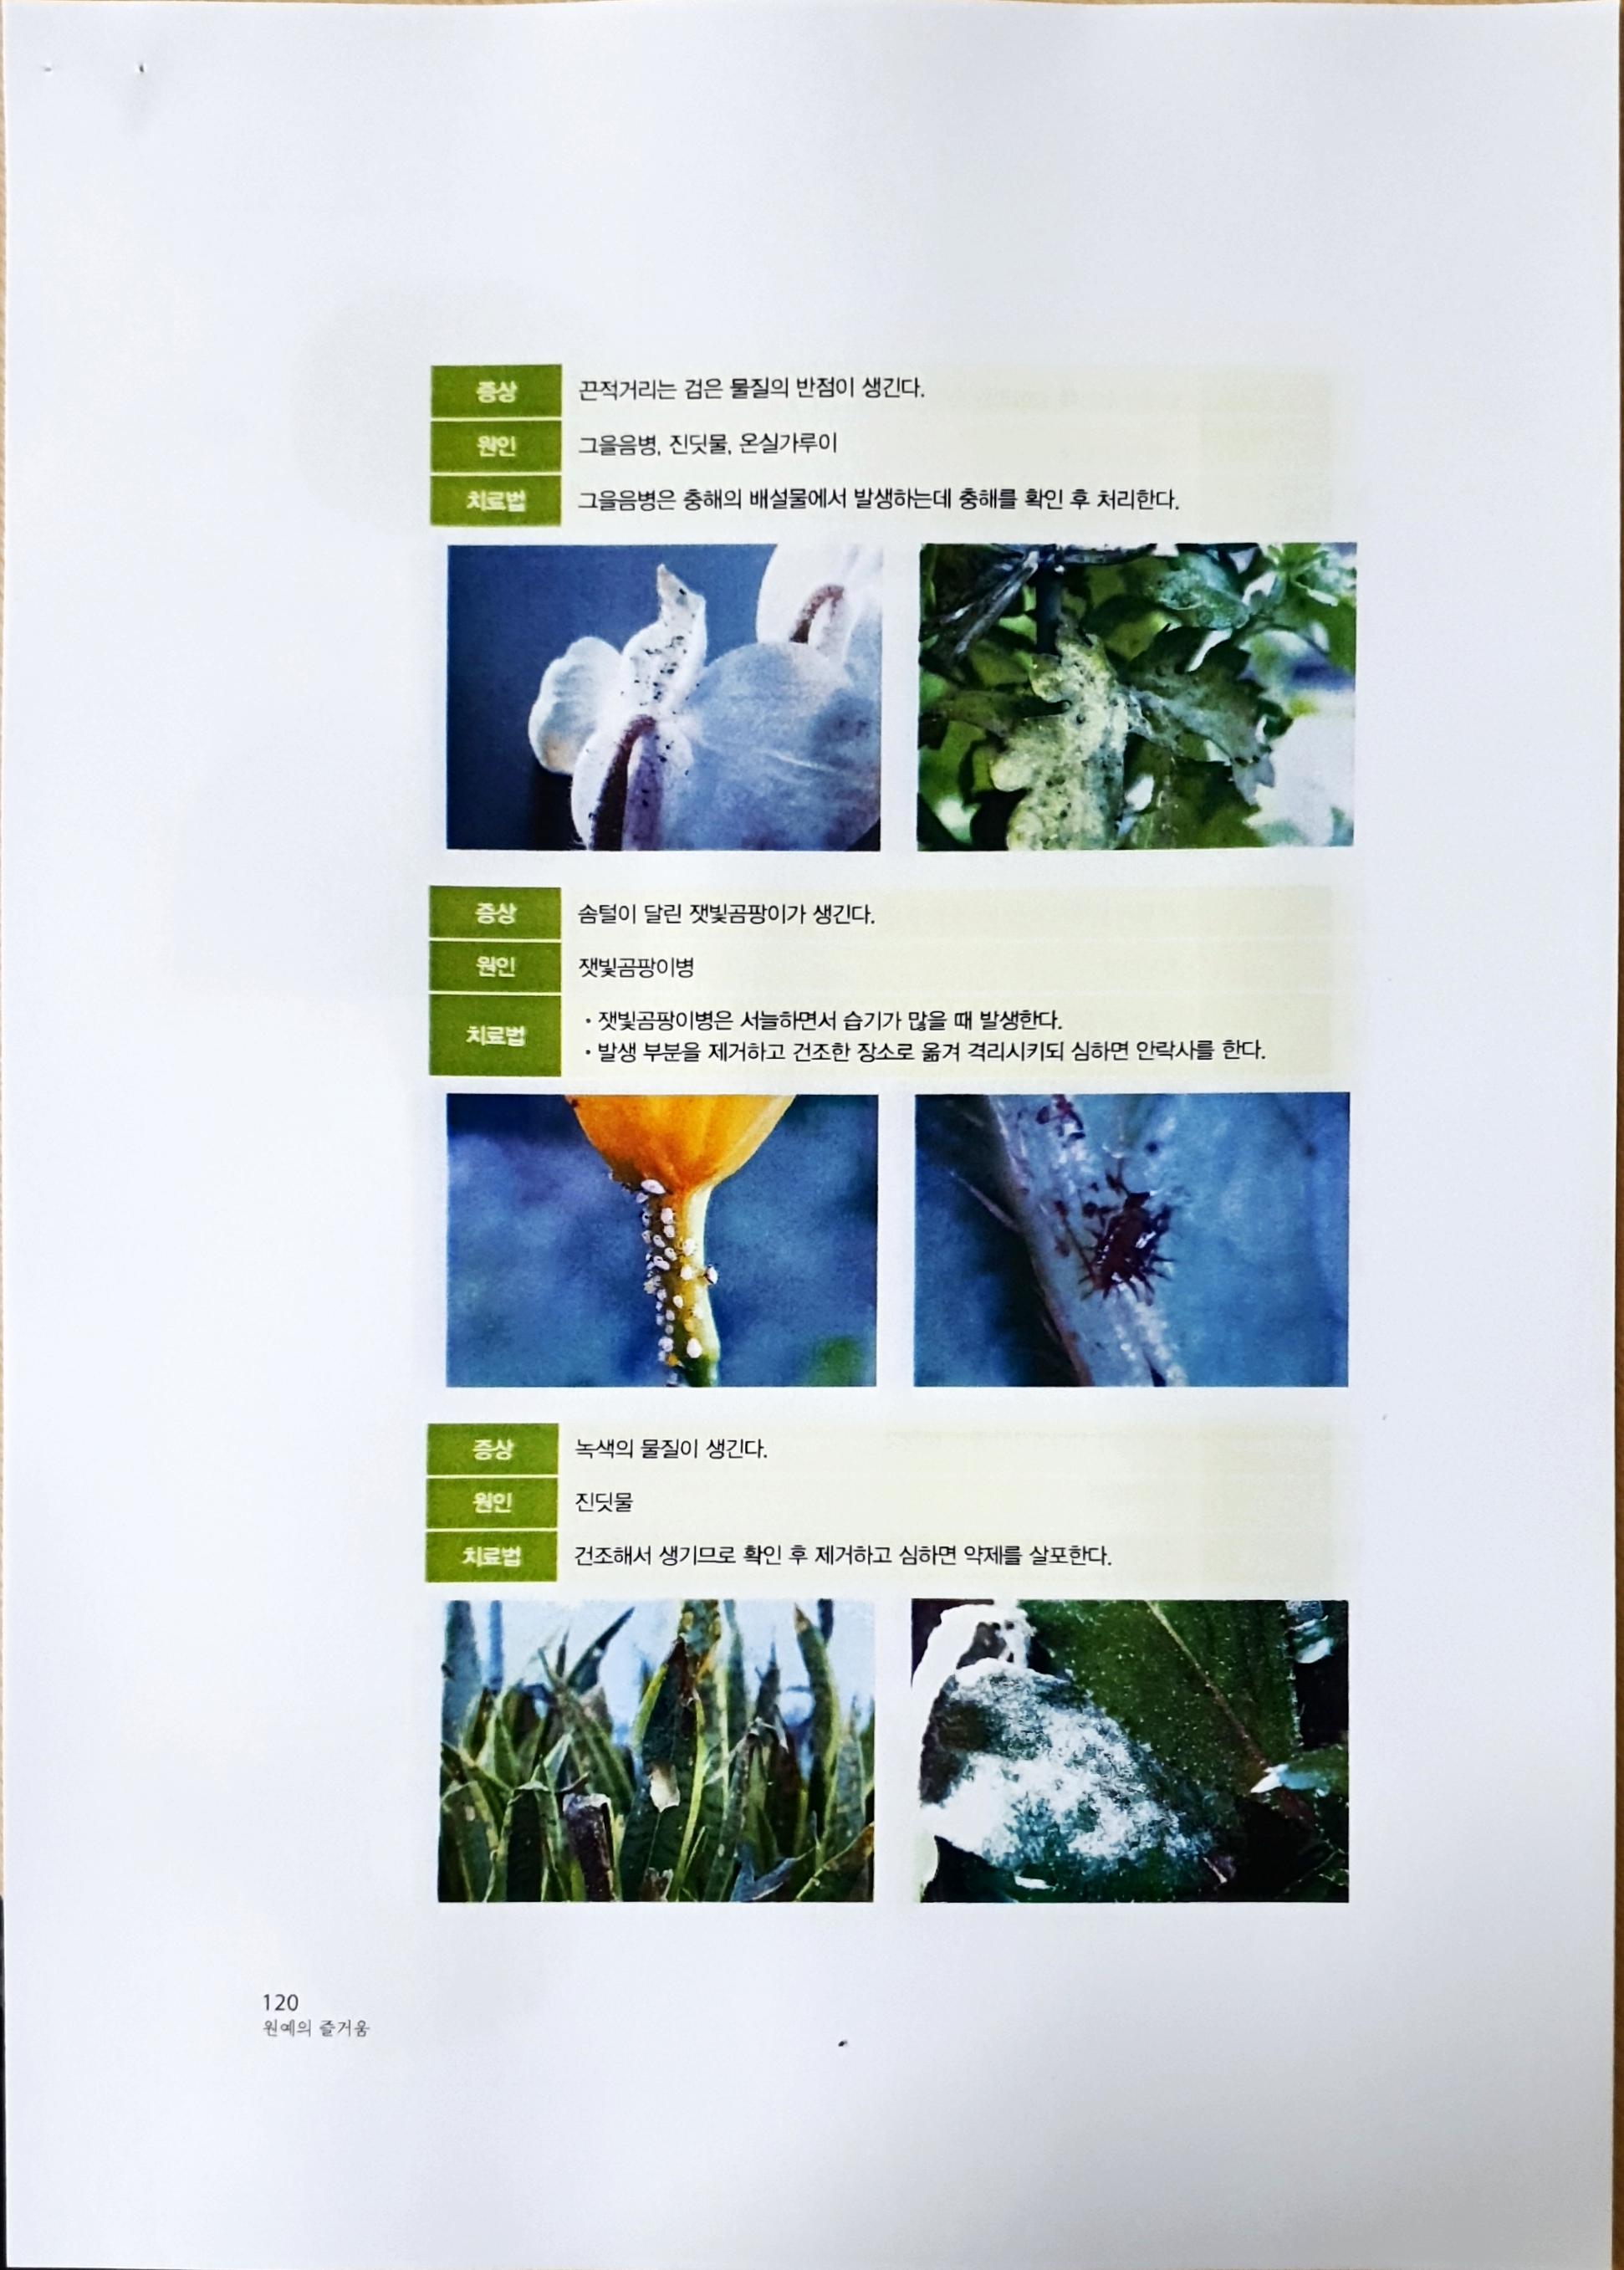 증상 끈적거리는 검은 물질의 반점이 생긴다.
원인 그을음병, 진딧물, 온실가루이
치료법 그을음병은 충해의 배설물에서 발생하는데 충해를 확인 후 처리한다.
증상 솜털이 달린 잿빛곰팡이가 생긴다.
원인 잿빛곰팡이병
치료법
· 잿빛곰팡이병은 서늘하면서 습기가 많을 때 발생한다.
· 발생 부분을 제거하고 건조한 장소로 옮겨 격리시키되 심하면 안락사를 한다.
증상 녹색의 물질이 생긴다.
원인 진딧물
치료법 건조해서 생기므로 확인 후 제거하고 심하면 약제를 살포한다.
120
원예의 즐거움